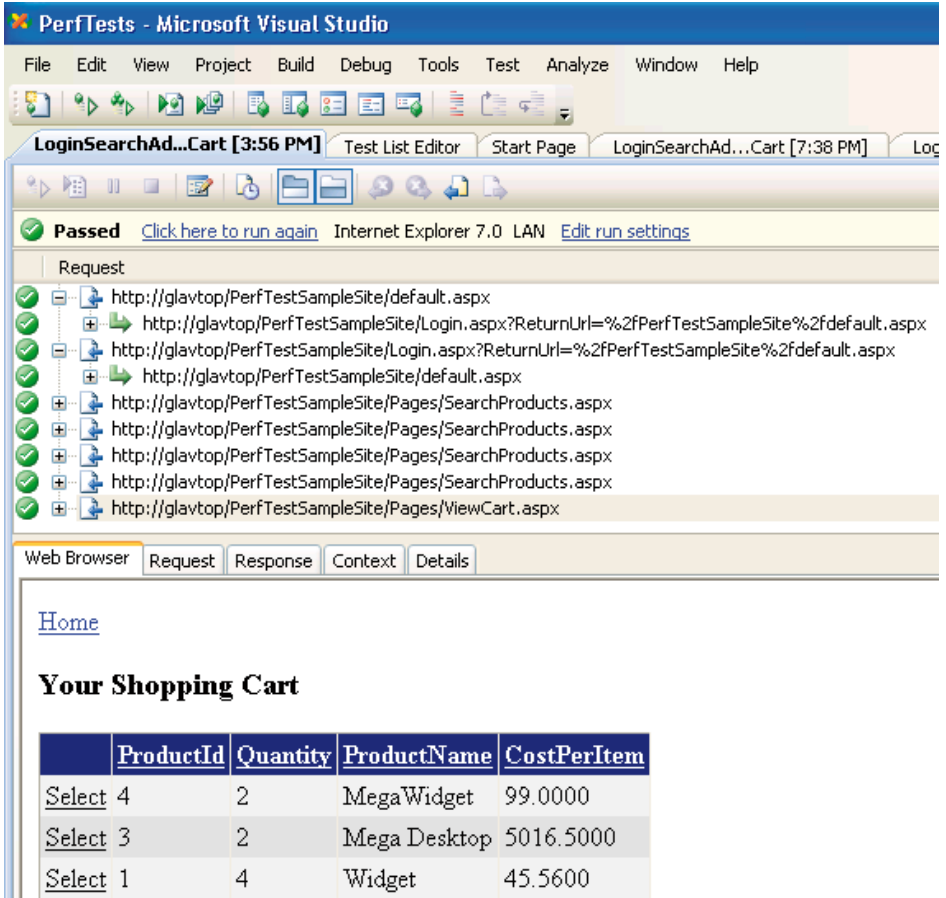 PerfTests - Microsoft Visual Studio
File Edit View Project Build Debug Tools Test Analyze Window Help
LoginSearchAd...Cart [3:56 PM] Test List Editor Start Page LoginSearchAd...Cart [7:38 PM] Log
Passed Click here to run again Internet Explorer 7.0 LAN Edit run settings
Request
http://glavtop/PerfTestSampleSite/default.aspx
http://glavtop/PerfTestSampleSite/Login.aspx?ReturnUrl=%2fPerfTestSampleSite%2fdefault.aspx
http://glavtop/PerfTestSampleSite/Login.aspx?ReturnUrl=%2fPerfTestSampleSite%2fdefault.aspx
http://glavtop/PerfTestSampleSite/default.aspx
http://glavtop/PerfTestSampleSite/Pages/SearchProducts.aspx
http://glavtop/PerfTestSampleSite/Pages/SearchProducts.aspx
http://glavtop/PerfTestSampleSite/Pages/SearchProducts.aspx
http://glavtop/PerfTestSampleSite/Pages/SearchProducts.aspx
http://glavtop/PerfTestSampleSite/Pages/ViewCart.aspx
Web Browser Request Response Context Details
Home
Your Shopping Cart
ProductId Quantity ProductName CostPerItem
Select 4 2 MegaWidget 99.0000
Select 3 2 Mega Desktop 5016.5000
Select 1 4 Widget 45.5600